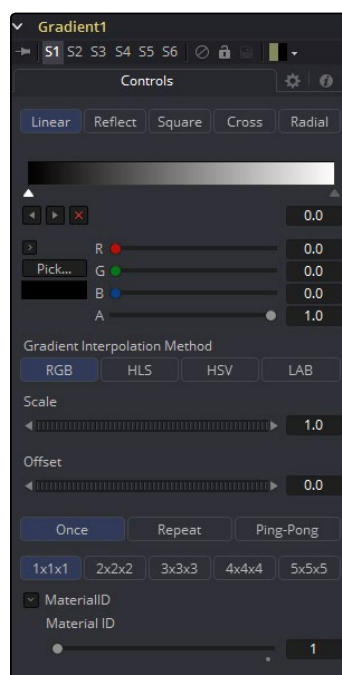 Gradient1
S1 S2 S3 S4 S5 S6
Controls
Linear Reflect Square Cross Radial
0.0
R 0.0
Pick... G 0.0
B 0.0
A 1.0
Gradient Interpolation Method
RGB HLS HSV LAB
Scale
1.0
Offset
0.0
Once Repeat Ping-Pong
1x1x1 2x2x2 3x3x3 4x4x4 5x5x5
MaterialID
Material ID
1